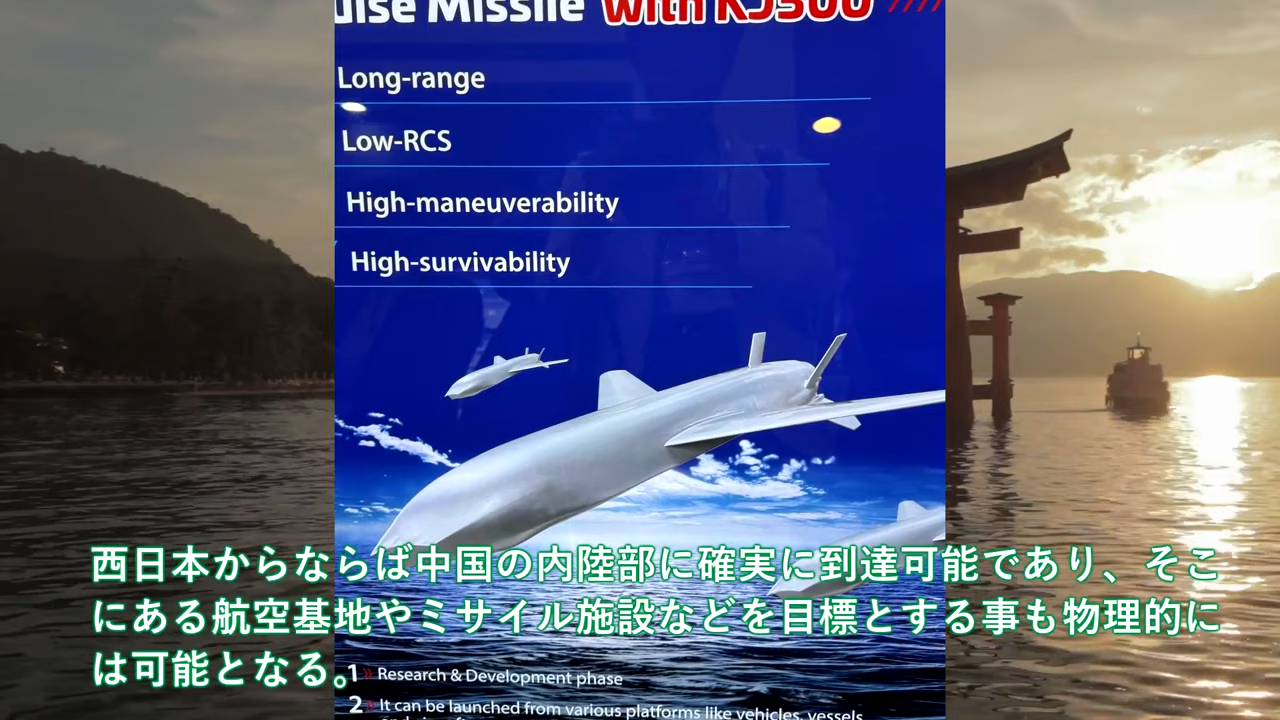 Missile with KJ300
Long-range
Low-RCS
High-maneuverability
High-survivability
西日本からならば中国の内陸部に確実に到達可能であり、そこ
にある航空基地やミサイル施設などを目標とする事も物理的に
は可能となる。
1 » Research & Development phase
2 » It can be launched from various platforms like vehicles, vessels